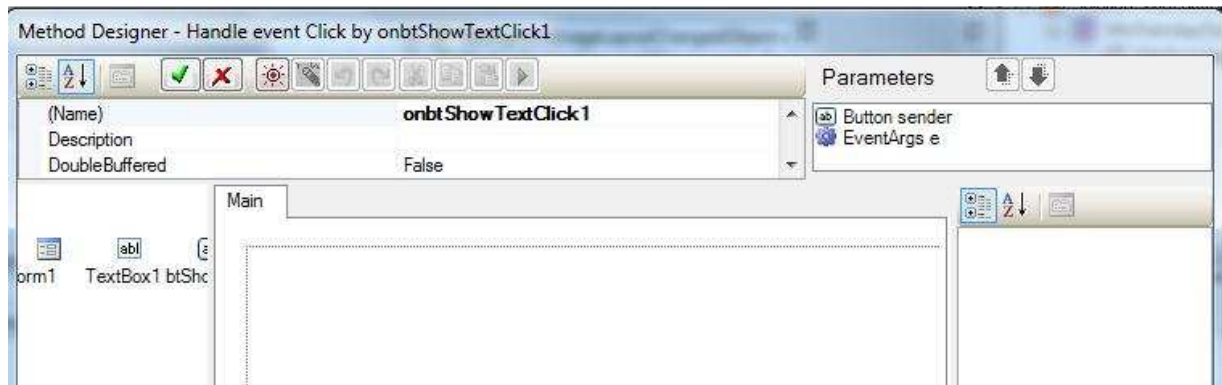 Method Designer - Handle event Click by onbtShowTextClick1
Parameters
(Name) onbtShowTextClick1
Description
DoubleBuffered False
Button sender
EventArgs e
Main
orm1 TextBox1 btSho